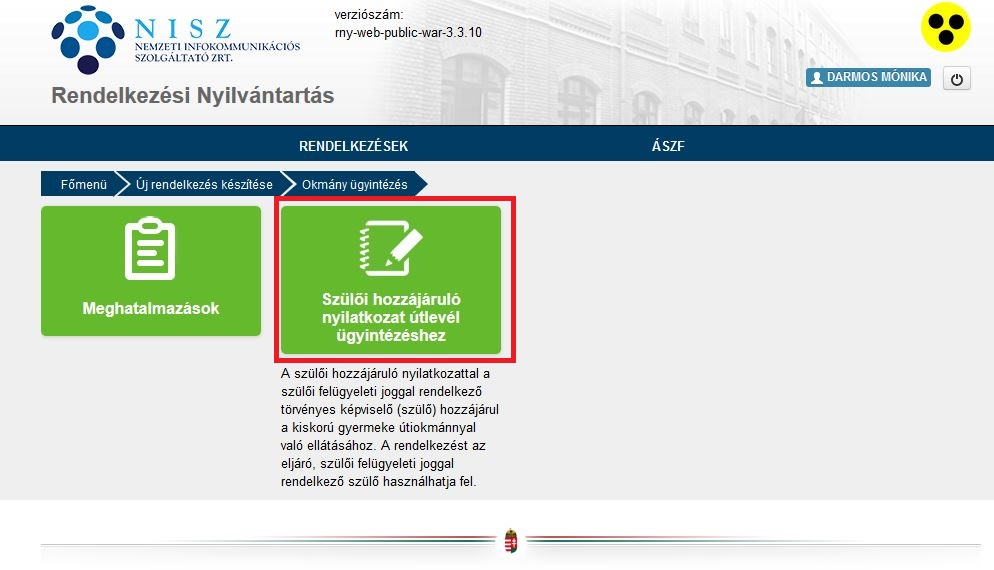 NISZ
NEMZETI INFOKOMMUNIKÁCIÓS
SZOLGÁLTATÓ ZRT.
verziószám:
rny-web-public-war-3.3.10
DARMOS MÓNIKA
Rendelkezési Nyilvántartás
RENDELKEZÉSEK
ÁSZF
Főmenü
Új rendelkezés készítése
Okmány ügyintézés
Meghatalmazások
Szülői hozzájáruló
nyilatkozat útlevél
ügyintézéshez
A szülői hozzájáruló nyilatkozattal a
szülői felügyeleti joggal rendelkező
törvényes képviselő (szülő) hozzájárul
a kiskorú gyermeke útiokmánnyal
való ellátásához. A rendelkezést az
eljáró, szülői felügyeleti joggal
rendelkező szülő használhatja fel.